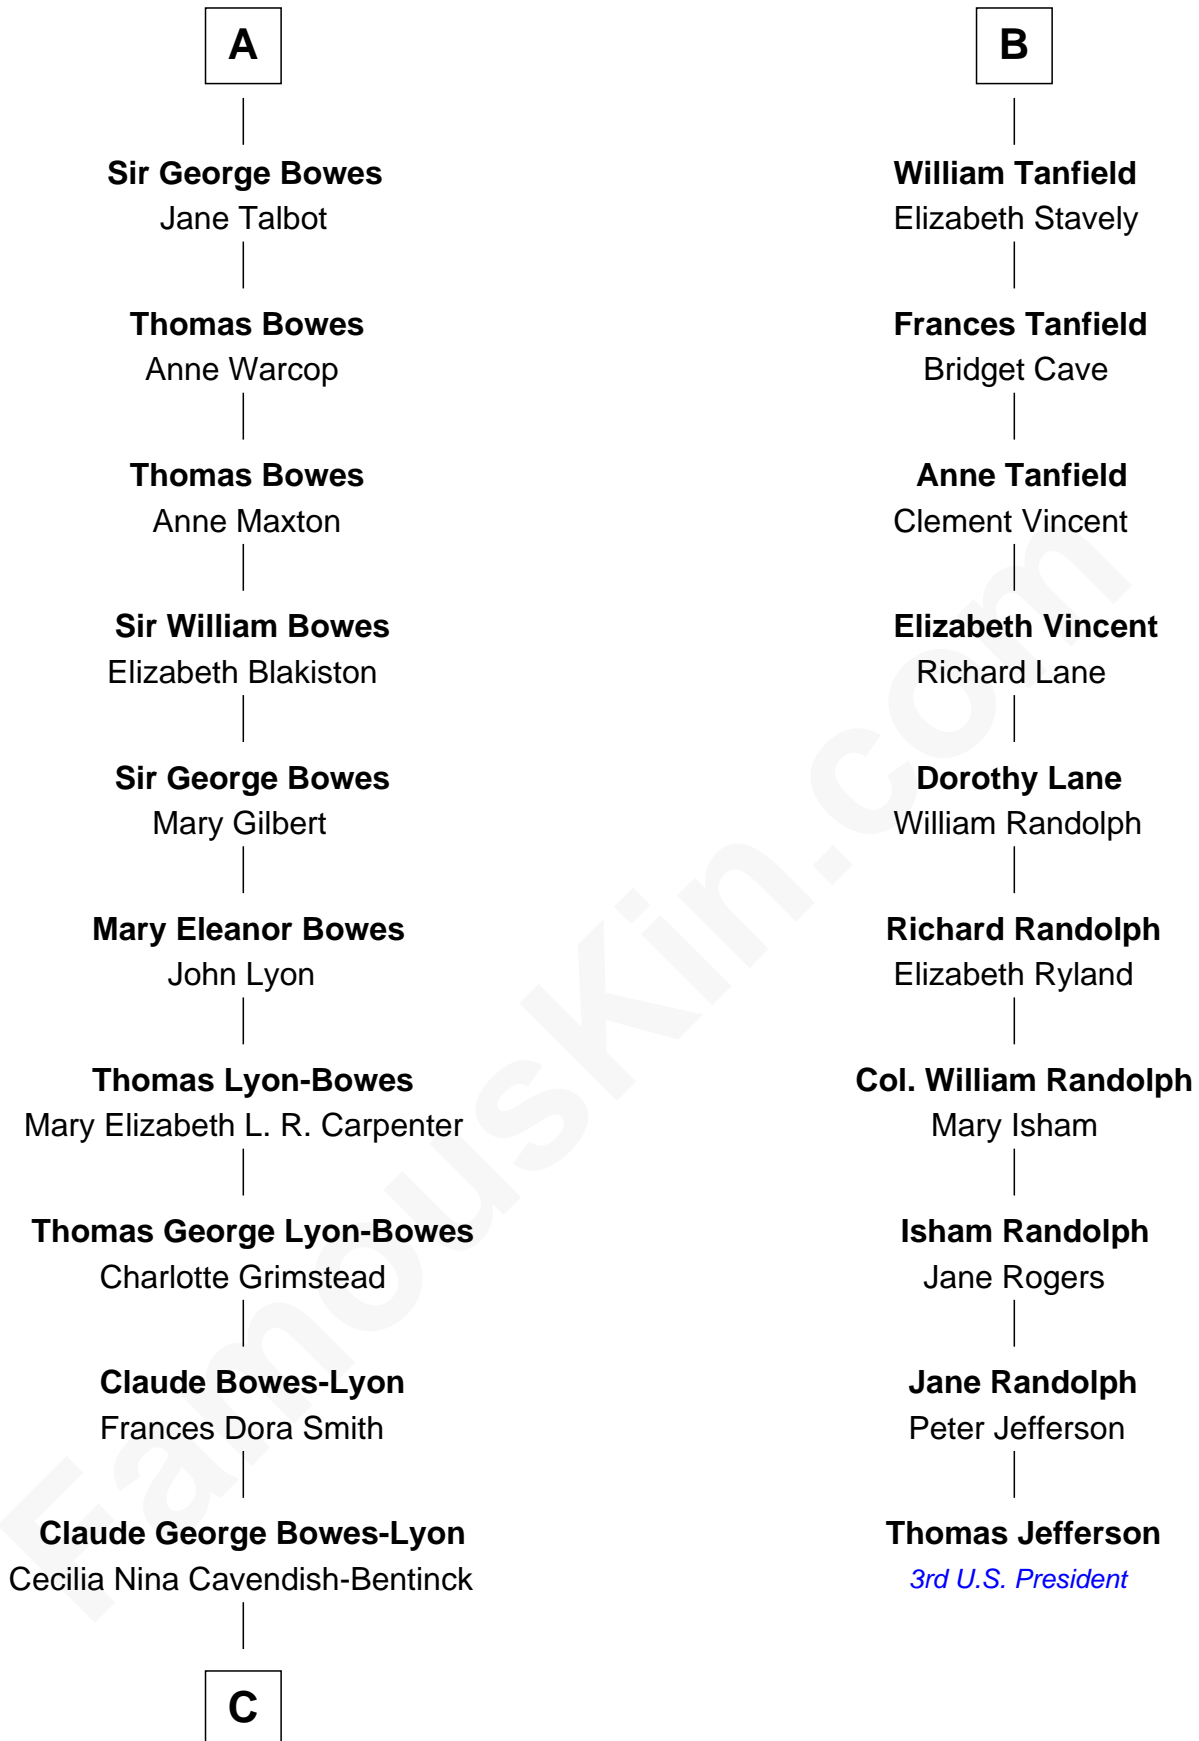 A
Sir George Bowes
Jane Talbot
Thomas Bowes
Anne Warcop
Thomas Bowes
Anne Maxton
Sir William Bowes
Elizabeth Blakiston
Sir George Bowes
Mary Gilbert
Mary Eleanor Bowes
John Lyon
Thomas Lyon-Bowes
Mary Elizabeth L. R. Carpenter
Thomas George Lyon-Bowes
Charlotte Grimstead
Claude Bowes-Lyon
Frances Dora Smith
Claude George Bowes-Lyon
Cecilia Nina Cavendish-Bentinck
C
B
William Tanfield
Elizabeth Stavely
Frances Tanfield
Bridget Cave
Anne Tanfield
Clement Vincent
Elizabeth Vincent
Richard Lane
Dorothy Lane
William Randolph
Richard Randolph
Elizabeth Ryland
Col. William Randolph
Mary Isham
Isham Randolph
Jane Rogers
Jane Randolph
Peter Jefferson
Thomas Jefferson
3rd U.S. President
FamousKin.com